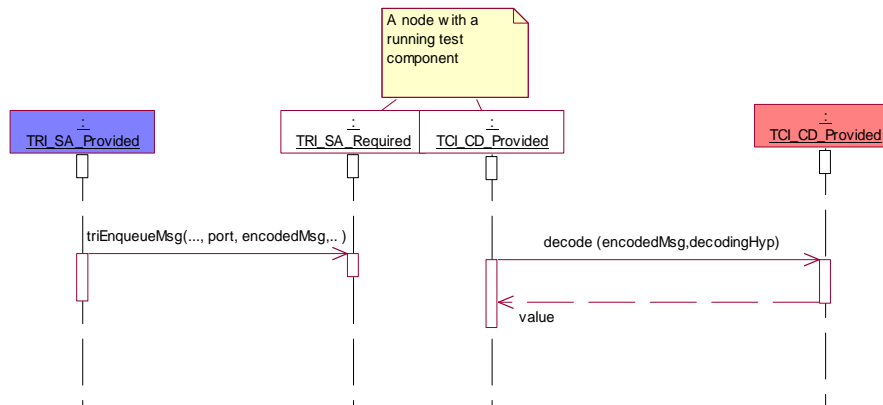 A node with a
running test
component
:
TRI_SA_Provided
:
TRI_SA_Required
:
TCI_CD_Provided
:
TCI_CD_Provided
triEnqueueMsg(..., port, encodedMsg,.. )
decode (encodedMsg,decodingHyp)
value